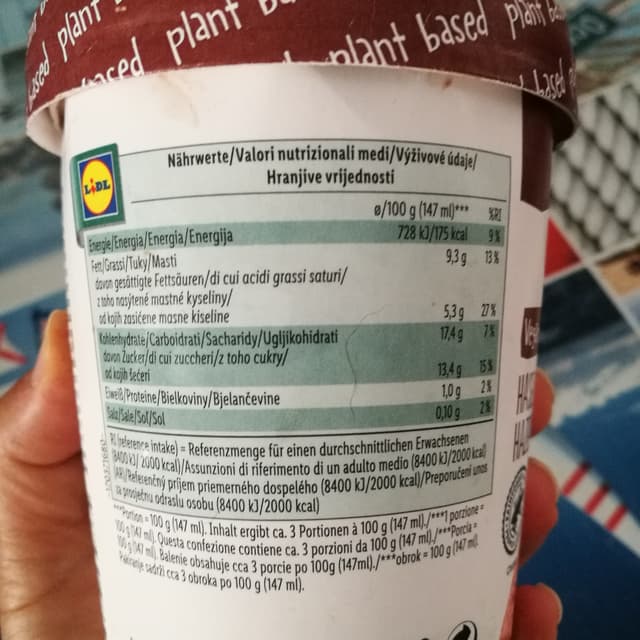 plant based plant based plant based
based plant based
LIDL
Nährwerte/Valori nutrizionali medi/Výživové údaje/
Hranjive vrijednosti
ø/100 g (147 ml)*** %RI
Energie/Energia/Energia/Energija 728 kJ/175 kcal 9%
Fett/Grassi/Tuky/Masti 9,3 g 13%
davon gesättigte Fettsäuren/di cui acidi grassi saturi/
z toho nasýtené mastné kyseliny/
od kojih zasićene masne kiseline 5,3 g 27%
Kohlenhydrate/Carboidrati/Sacharidy/Ugljikohidrati 17,4 g 7%
davon Zucker/di cui zuccheri/z toho cukry/
od kojih šećeri 13,4 g 15%
Eiweiß/Proteine/Bielkoviny/Bjelančevine 1,0 g 2%
Salz/Sale/Soľ/Sol 0,10 g 2%
RI (reference intake) = Referenzmenge für einen durchschnittlichen Erwachsenen
(8400 kJ/2000 kcal)/Assunzioni di riferimento di un adulto medio (8400 kJ/2000 kcal)
(AR)/Referenčný príjem priemerného dospelého (8400 kJ/2000 kcal)/Preporučeni unos
za prosječnu odraslu osobu (8400 kJ/2000 kcal)
***Portion = 100 g (147 ml). Inhalt ergibt ca. 3 Portionen à 100 g (147 ml)./***1 porzione =
100 g (147 ml). Questa confezione contiene ca. 3 porzioni da 100 g (147 ml)./***Porcia =
100 g (147 ml). Balenie obsahuje cca 3 porcie po 100g (147ml)./***obrok = 100 g (147 ml).
Pakiranje sadrži cca 3 obroka po 100 g (147 ml).